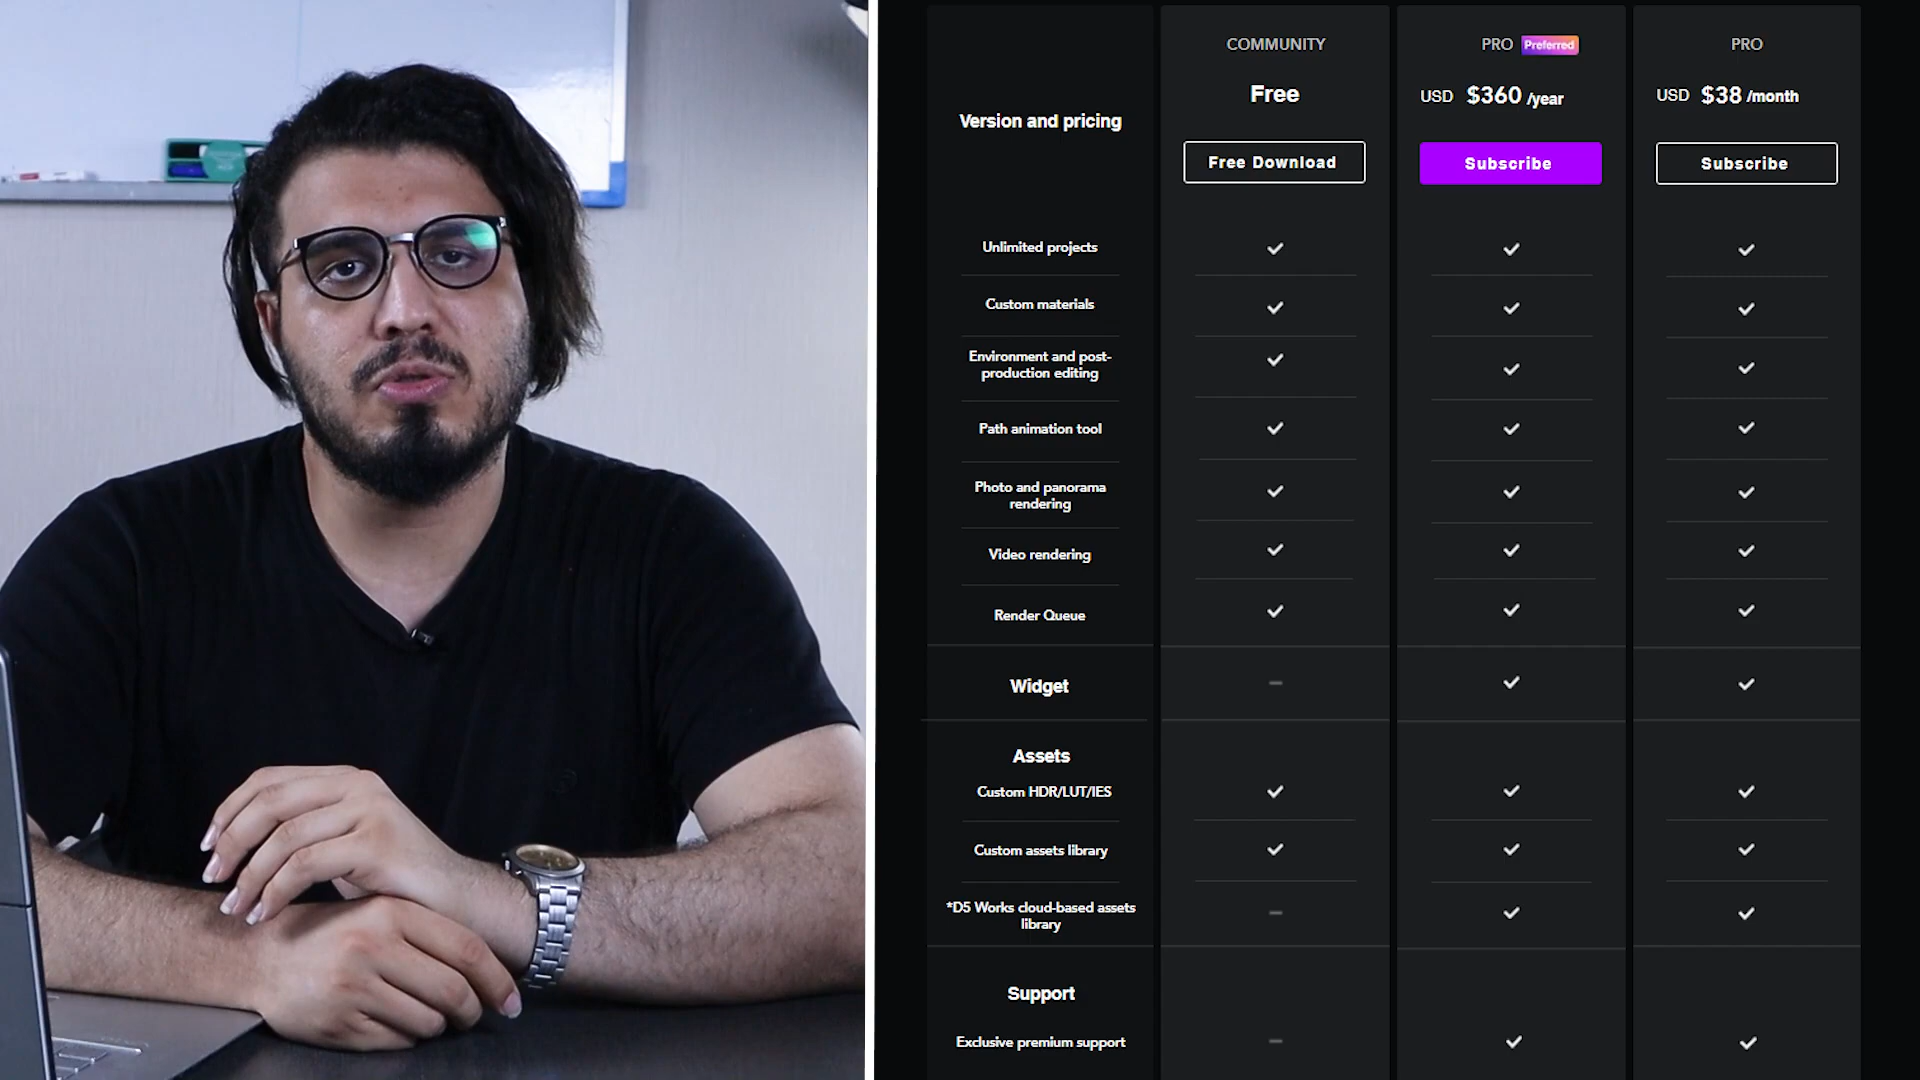 Version and pricing
COMMUNITY
Free
Free Download
PRO Preferred
USD $360 /year
Subscribe
PRO
USD $38 /month
Subscribe
Unlimited projects
Custom materials
Environment and post-
production editing
Path animation tool
Photo and panorama
rendering
Video rendering
Render Queue
Widget
Assets
Custom HDR/LUT/IES
Custom assets library
*D5 Works cloud-based assets
library
Support
Exclusive premium support